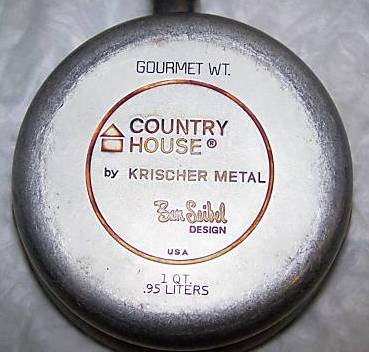 GOURMET WT.
COUNTRY
HOUSE®
by KRISCHER METAL
Ben Seibel
DESIGN
USA
1 QT.
.95 LITERS